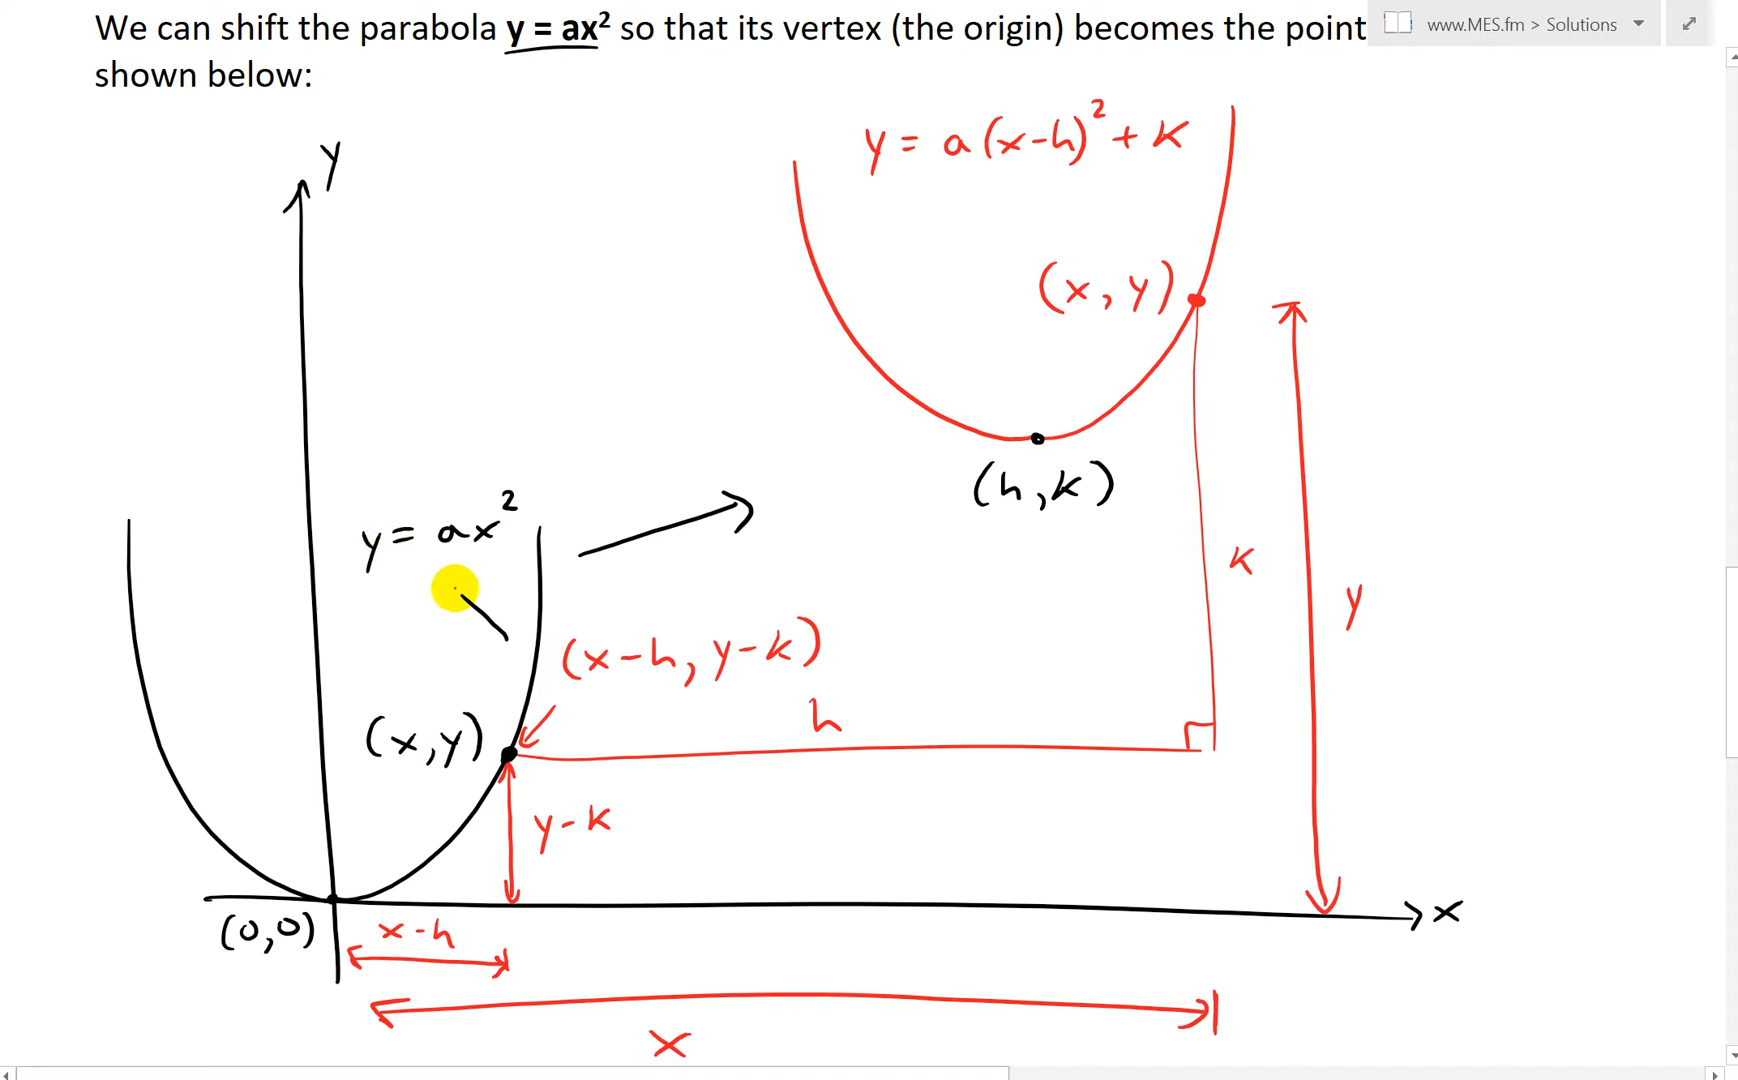 We can shift the parabola y = ax² so that its vertex (the origin) becomes the point
www.MES.fm > Solutions
shown below:
y
y = a(x-h)² + k
(x, y)
(h, k)
y = ax²
k
y
(x-h, y-k)
h
(x, y)
y-k
x
(0,0)
x-h
x